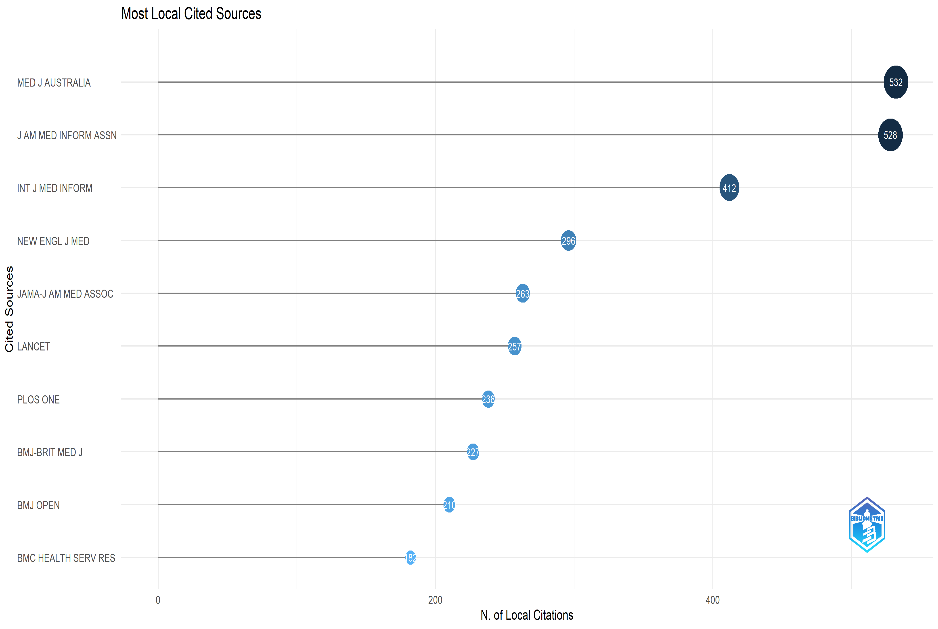 Most Local Cited Sources
MED J AUSTRALIA 532
J AM MED INFORM ASSN 528
INT J MED INFORM 412
NEW ENGL J MED 296
JAMA-J AM MED ASSOC 263
LANCET 257
PLOS ONE 238
BMJ-BRIT MED J 227
BMJ OPEN 210
BMC HEALTH SERV RES
Cited Sources
0 200 400
N. of Local Citations